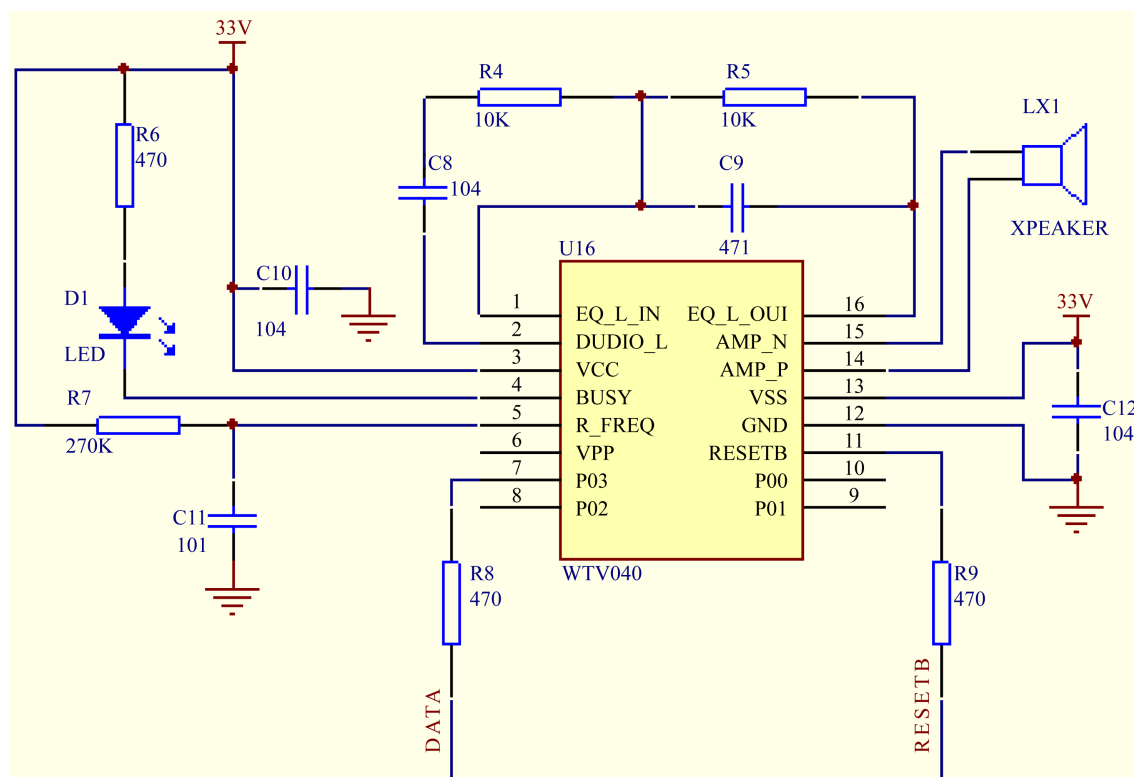 33V
R4
R5
LX1
10K
10K
R6
470
C8
104
C9
471
XPEAKER
U16
C10
104
D1
LED
33V
1
EQ_L_IN
EQ_L_OUI
16
2
DUDIO_L
AMP_N
15
3
VCC
AMP_P
14
4
BUSY
VSS
13
5
R_FREQ
GND
12
6
VPP
RESETB
11
7
P03
P00
10
8
P02
P01
9
R7
270K
C12
104
C11
101
WTV040
R8
470
R9
470
DATA
RESETB